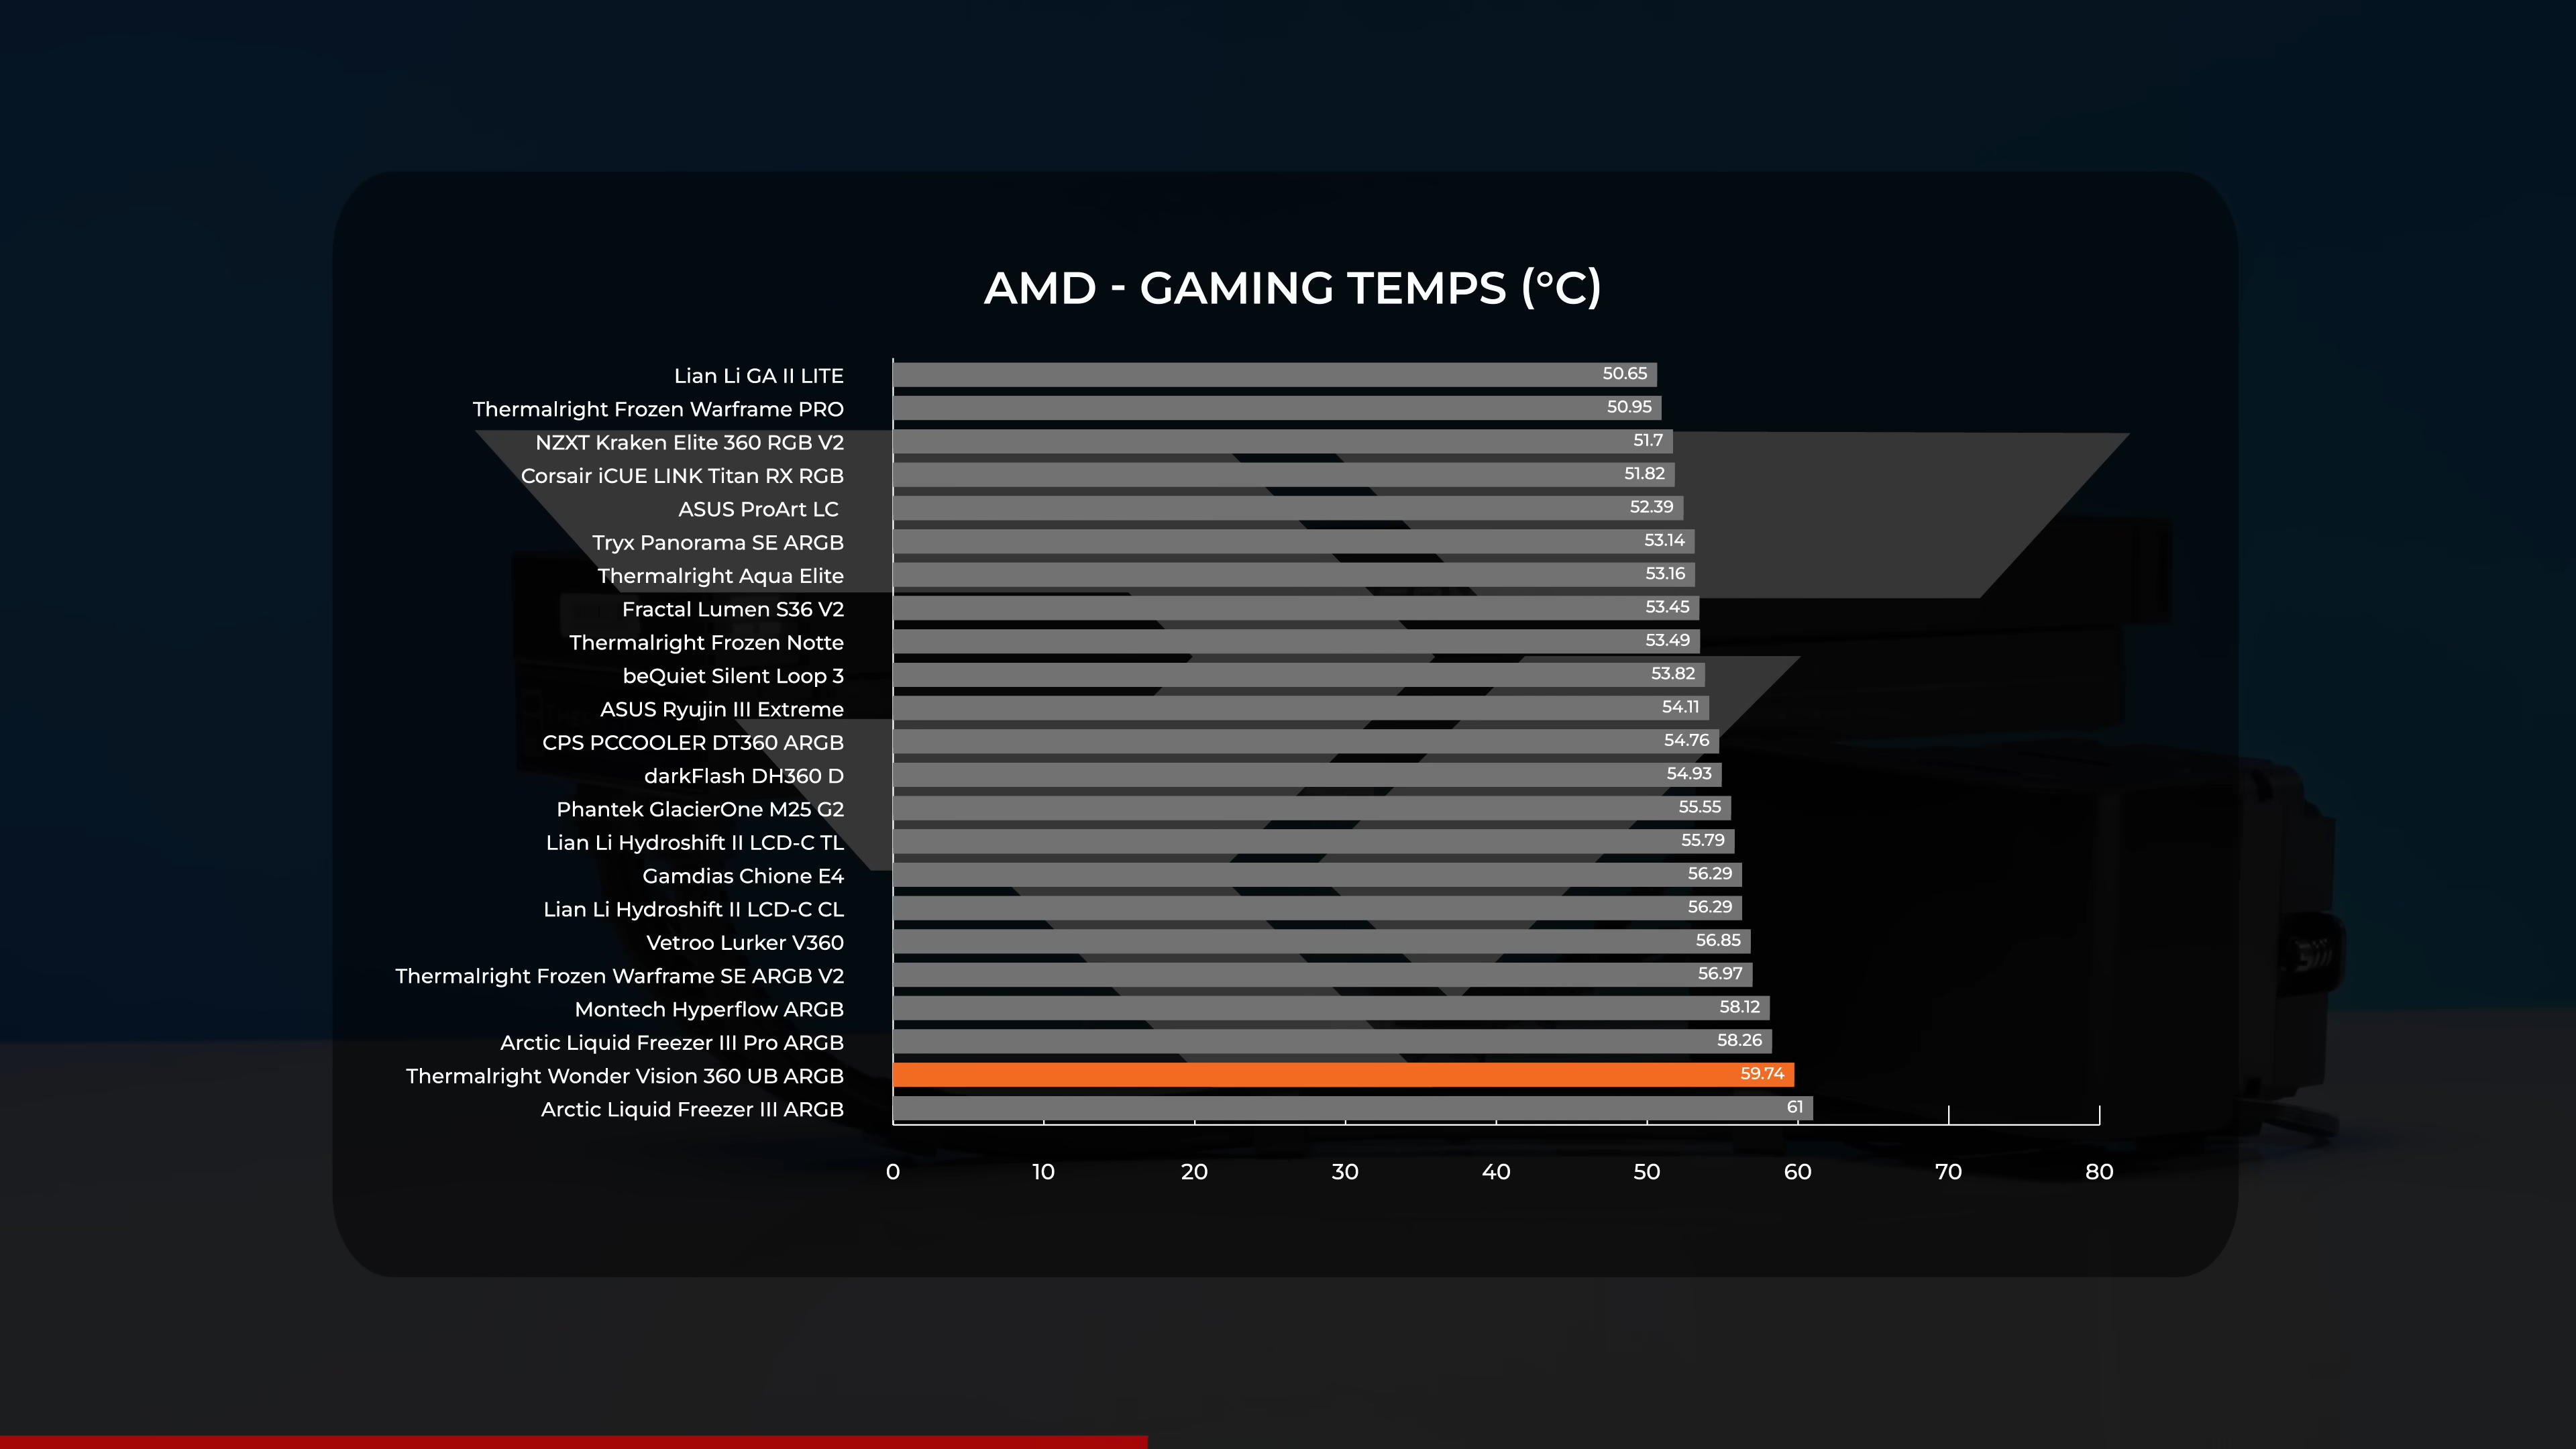 AMD - GAMING TEMPS (°C)
Lian Li GA II LITE 50.65
Thermalright Frozen Warframe PRO 50.95
NZXT Kraken Elite 360 RGB V2 51.7
Corsair iCUE LINK Titan RX RGB 51.82
ASUS ProArt LC 52.39
Tryx Panorama SE ARGB 53.14
Thermalright Aqua Elite 53.16
Fractal Lumen S36 V2 53.45
Thermalright Frozen Notte 53.49
beQuiet Silent Loop 3 53.82
ASUS Ryujin III Extreme 54.11
CPS PCCOOLER DT360 ARGB 54.76
darkFlash DH360 D 54.93
Phantek GlacierOne M25 G2 55.55
Lian Li Hydroshift II LCD-C TL 55.79
Gamdias Chione E4 56.29
Lian Li Hydroshift II LCD-C CL 56.29
Vetroo Lurker V360 56.85
Thermalright Frozen Warframe SE ARGB V2 56.97
Montech Hyperflow ARGB 58.12
Arctic Liquid Freezer III Pro ARGB 58.26
Thermalright Wonder Vision 360 UB ARGB 59.74
Arctic Liquid Freezer III ARGB 61
0 10 20 30 40 50 60 70 80